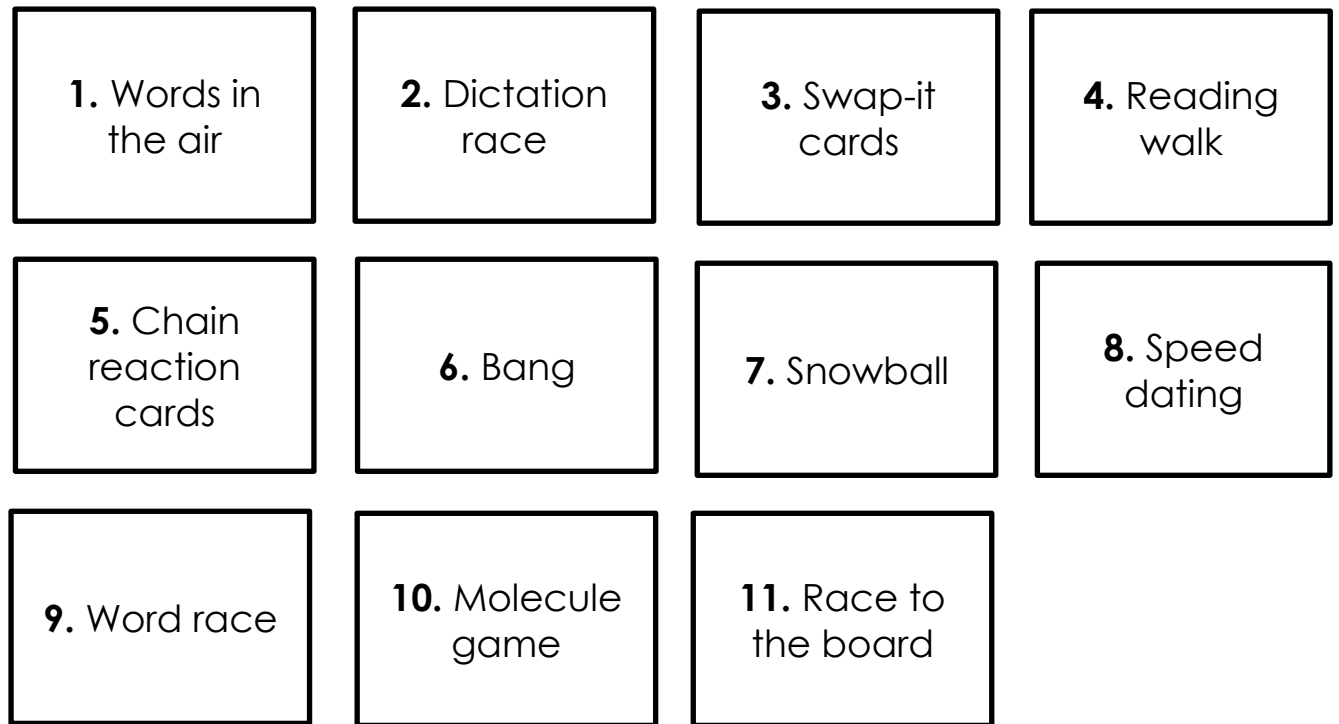 1. Words in
the air
2. Dictation
race
3. Swap-it
cards
4. Reading
walk
5. Chain
reaction
cards
6. Bang
7. Snowball
8. Speed
dating
9. Word race
10. Molecule
game
11. Race to
the board